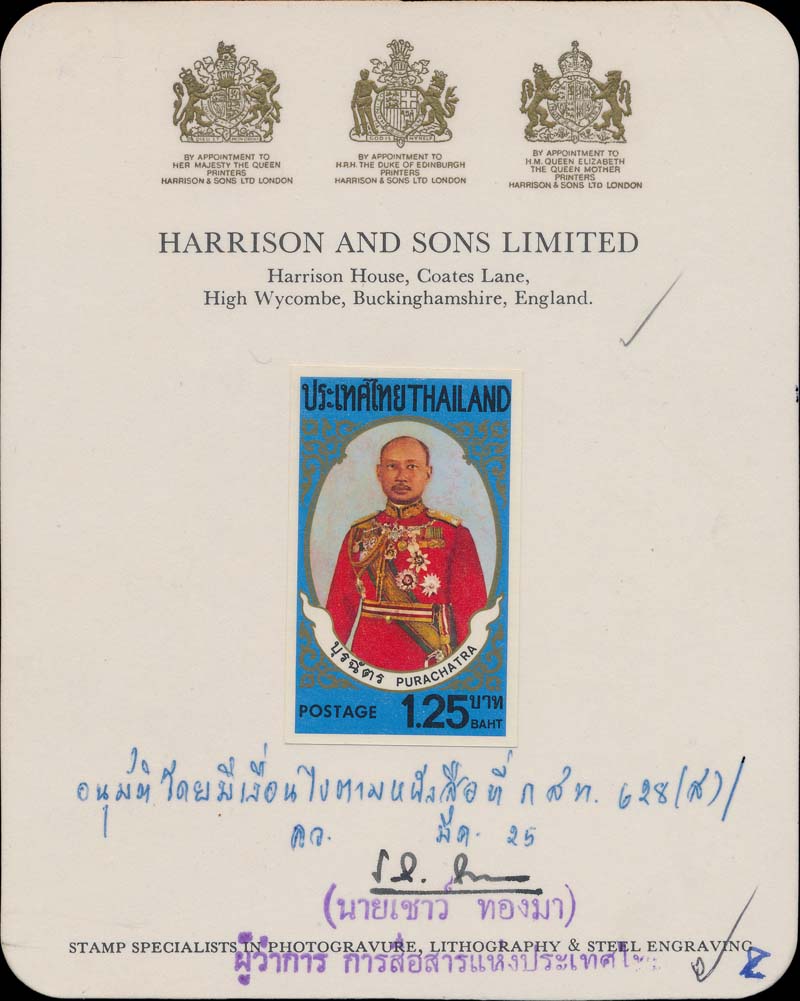 BY APPOINTMENT TO
HER MAJESTY THE QUEEN
PRINTERS
HARRISON & SONS LTD LONDON
GOD IS MY HELP
BY APPOINTMENT TO
H.R.H. THE DUKE OF EDINBURGH
PRINTERS
HARRISON & SONS LTD LONDON
BY APPOINTMENT TO
H.M. QUEEN ELIZABETH
THE QUEEN MOTHER
PRINTERS
HARRISON & SONS LTD LONDON
HARRISON AND SONS LIMITED
Harrison House, Coates Lane,
High Wycombe, Buckinghamshire, England.
ประเทศไทย THAILAND
บุรฉัตร PURACHATRA
POSTAGE 1.25 บาท
BAHT
อนุมัติโดยมีเงื่อนไขตามหนังสือที่ กสท. ๖28(ส)/
มีค. 25
(นายเชาว์ ทองมา)
STAMP SPECIALISTS IN PHOTOGRAVURE, LITHOGRAPHY & STEEL ENGRAVING
ผู้ว่าการ การสื่อสารแห่งประเทศไทย